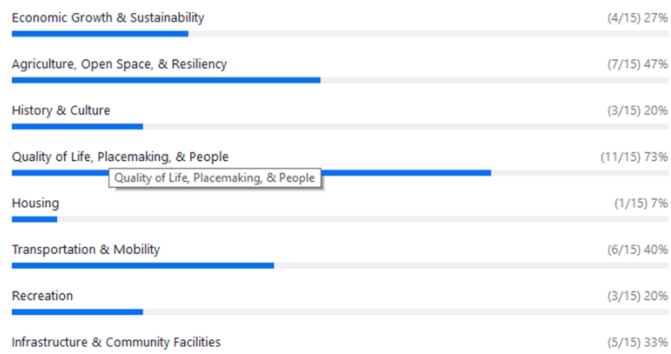 Economic Growth & Sustainability (4/15) 27%
Agriculture, Open Space, & Resiliency (7/15) 47%
History & Culture (3/15) 20%
Quality of Life, Placemaking, & People (11/15) 73%
Quality of Life, Placemaking, & People
Housing (1/15) 7%
Transportation & Mobility (6/15) 40%
Recreation (3/15) 20%
Infrastructure & Community Facilities (5/15) 33%